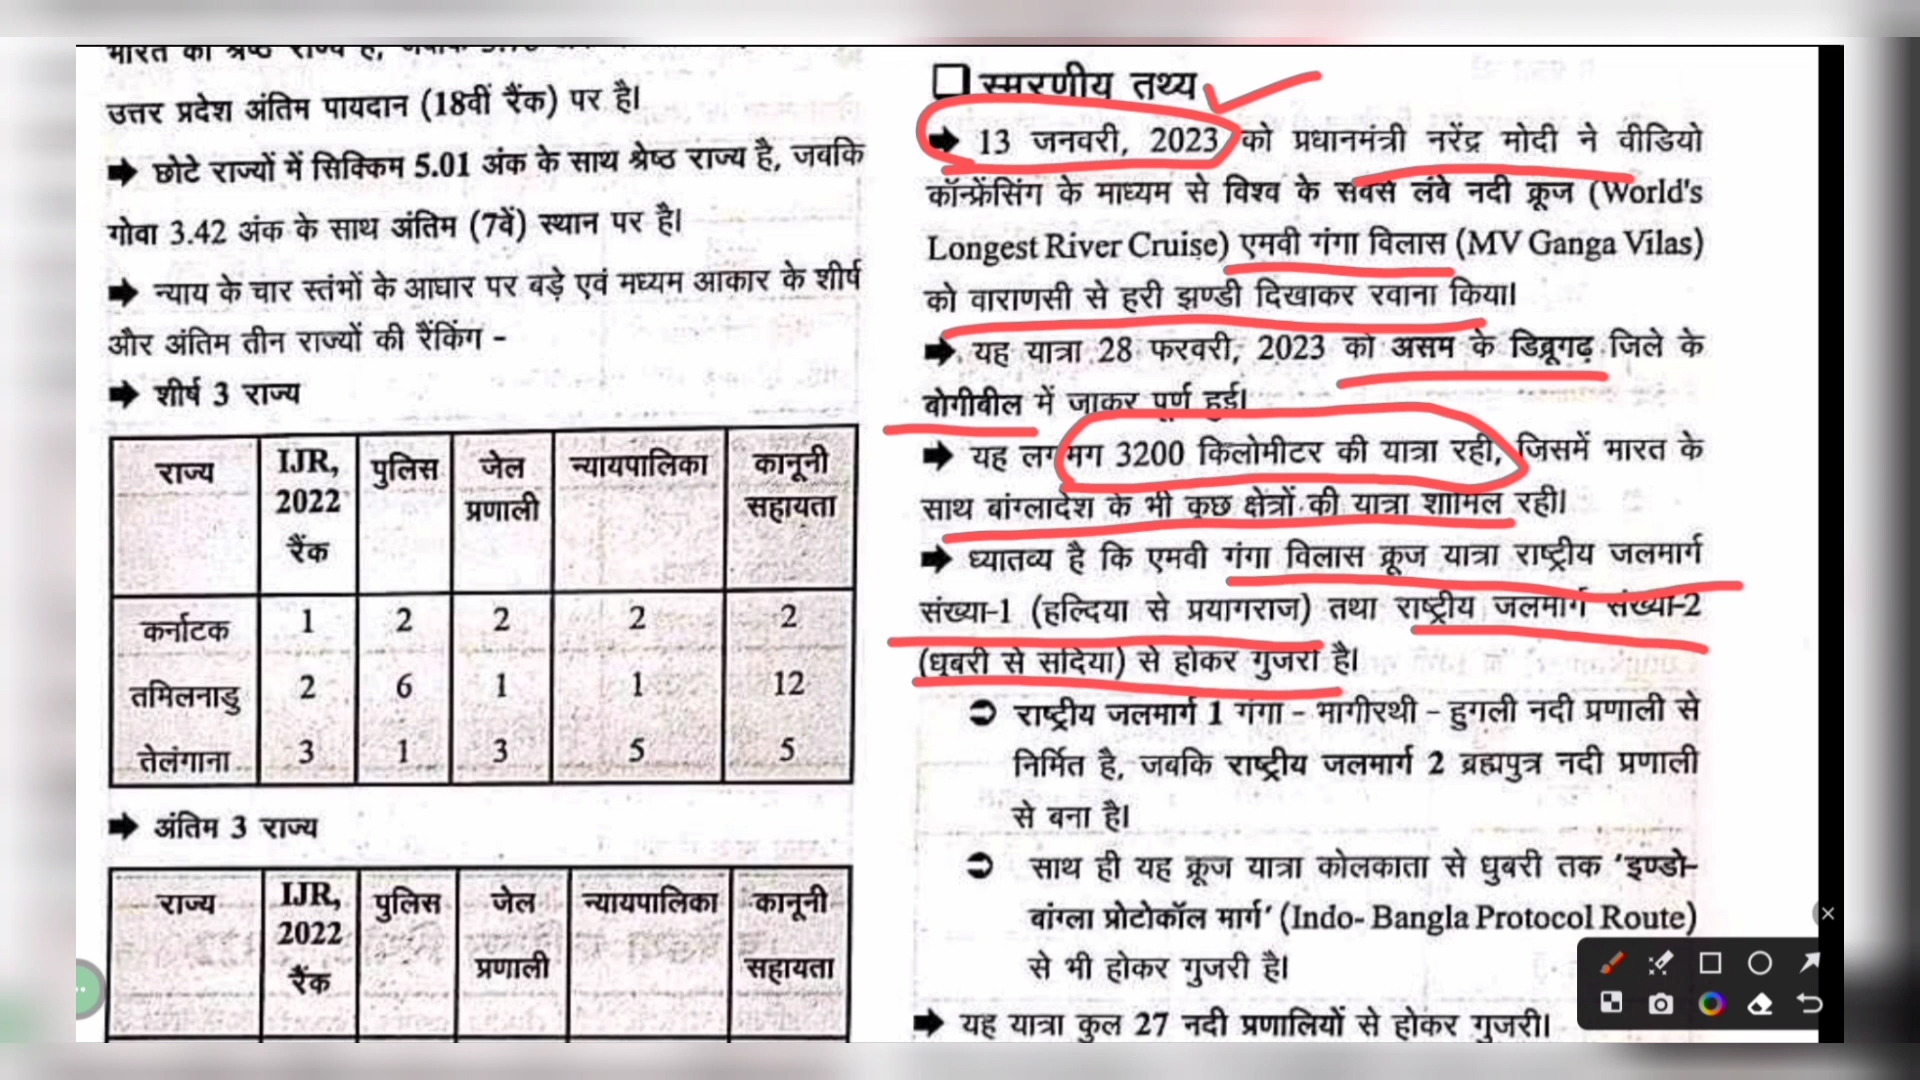 उत्तर प्रदेश अंतिम पायदान (18वीं रैंक) पर है।
➡ छोटे राज्यों में सिक्किम 5.01 अंक के साथ श्रेष्ठ राज्य है, जबकि
गोवा 3.42 अंक के साथ अंतिम (7वें) स्थान पर है।
➡ न्याय के चार स्तंभों के आधार पर बड़े एवं मध्यम आकार के शीर्ष
और अंतिम तीन राज्यों की रैंकिंग -
➡ शीर्ष 3 राज्य
राज्य IJR, 2022 रैंक पुलिस जेल प्रणाली न्यायपालिका कानूनी सहायता
कर्नाटक 1 2 2 2 2
तमिलनाडु 2 6 1 1 12
तेलंगाना 3 1 3 5 5
➡ अंतिम 3 राज्य
राज्य IJR, 2022 रैंक पुलिस जेल प्रणाली न्यायपालिका कानूनी सहायता
❑ स्मरणीय तथ्य
➡ 13 जनवरी, 2023 को प्रधानमंत्री नरेंद्र मोदी ने वीडियो
कॉन्फ्रेंसिंग के माध्यम से विश्व के सबसे लंबे नदी क्रूज (World's
Longest River Cruise) एमवी गंगा विलास (MV Ganga Vilas)
को वाराणसी से हरी झण्डी दिखाकर रवाना किया।
➡ यह यात्रा 28 फरवरी, 2023 को असम के डिब्रूगढ़ जिले के
बोगीबील में जाकर पूर्ण हुई।
➡ यह लगभग 3200 किलोमीटर की यात्रा रही, जिसमें भारत के
साथ बांग्लादेश के भी कुछ क्षेत्रों की यात्रा शामिल रही।
➡ ध्यातव्य है कि एमवी गंगा विलास क्रूज यात्रा राष्ट्रीय जलमार्ग
संख्या-1 (हल्दिया से प्रयागराज) तथा राष्ट्रीय जलमार्ग संख्या-2
(धुबरी से सदिया) से होकर गुजरी है।
➲ राष्ट्रीय जलमार्ग 1 गंगा - भागीरथी - हुगली नदी प्रणाली से
निर्मित है, जबकि राष्ट्रीय जलमार्ग 2 ब्रह्मपुत्र नदी प्रणाली
से बना है।
➲ साथ ही यह क्रूज यात्रा कोलकाता से धुबरी तक 'इण्डो-
बांग्ला प्रोटोकॉल मार्ग' (Indo- Bangla Protocol Route)
से भी होकर गुजरी है।
➡ यह यात्रा कुल 27 नदी प्रणालियों से होकर गुजरी।